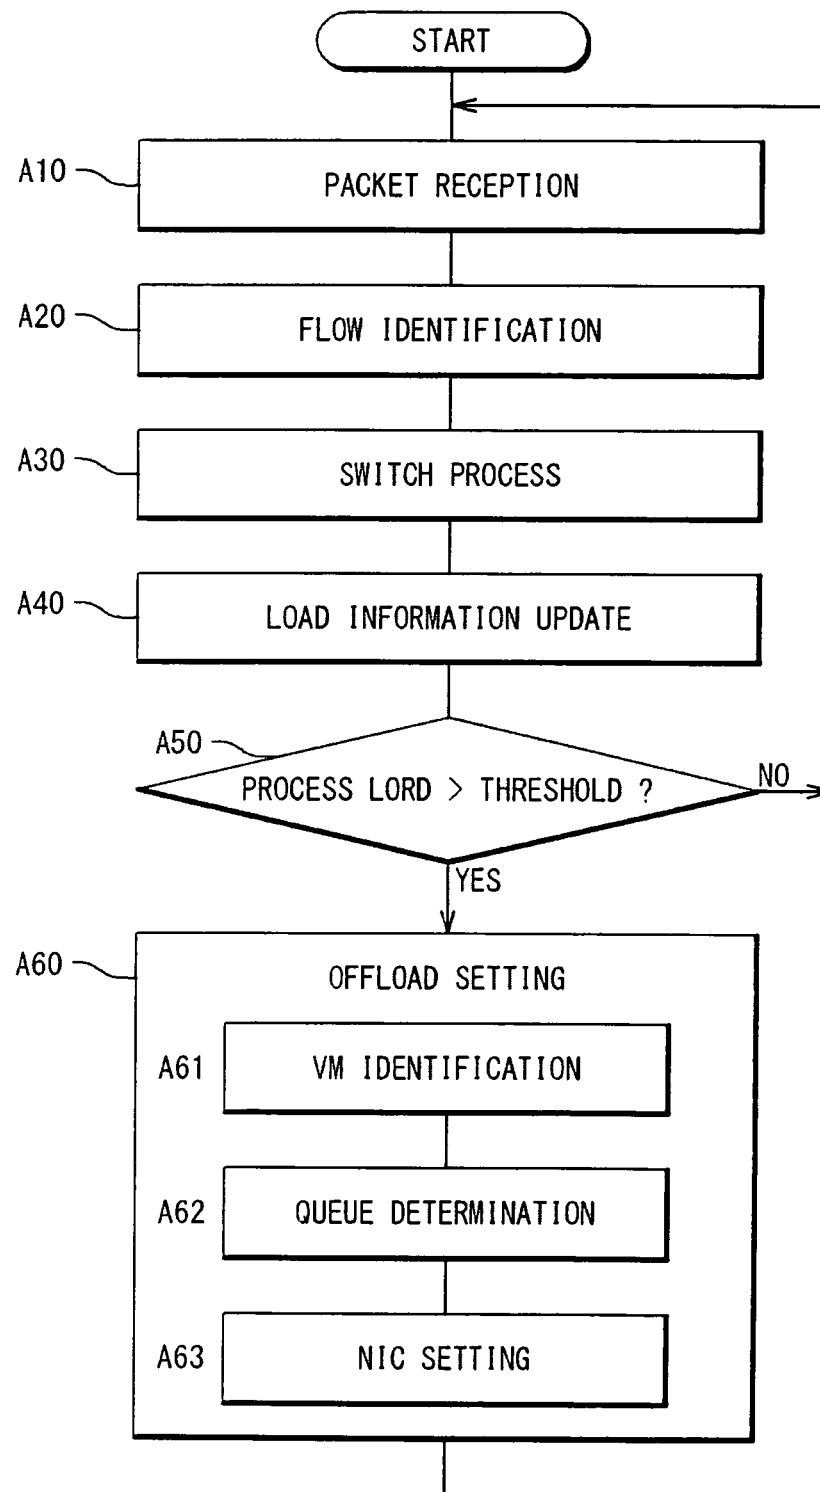 START
A10
PACKET RECEPTION
A20
FLOW IDENTIFICATION
A30
SWITCH PROCESS
A40
LOAD INFORMATION UPDATE
A50
PROCESS LORD > THRESHOLD ?
NO
YES
A60
OFFLOAD SETTING
A61
VM IDENTIFICATION
A62
QUEUE DETERMINATION
A63
NIC SETTING